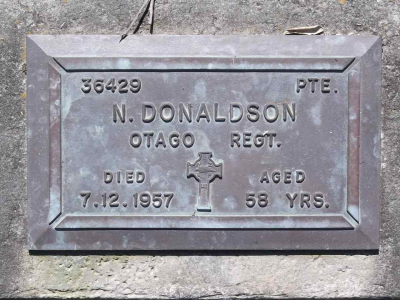 36429 PTE.
N. DONALDSON
OTAGO REGT.
DIED AGED
7.12.1957 58 YRS.